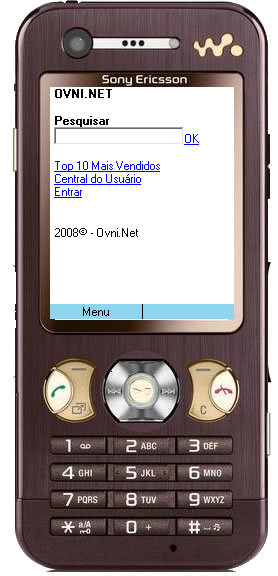 Sony Ericsson
OVNI.NET
Pesquisar
OK
Top 10 Mais Vendidos
Central do Usuário
Entrar
2008© - Ovni.Net
Menu
C
1
2 ABC
3 DEF
4 GHI
5 JKL
6 MNO
7 PQRS
8 TUV
9 WXYZ
* a/A
0 +
#